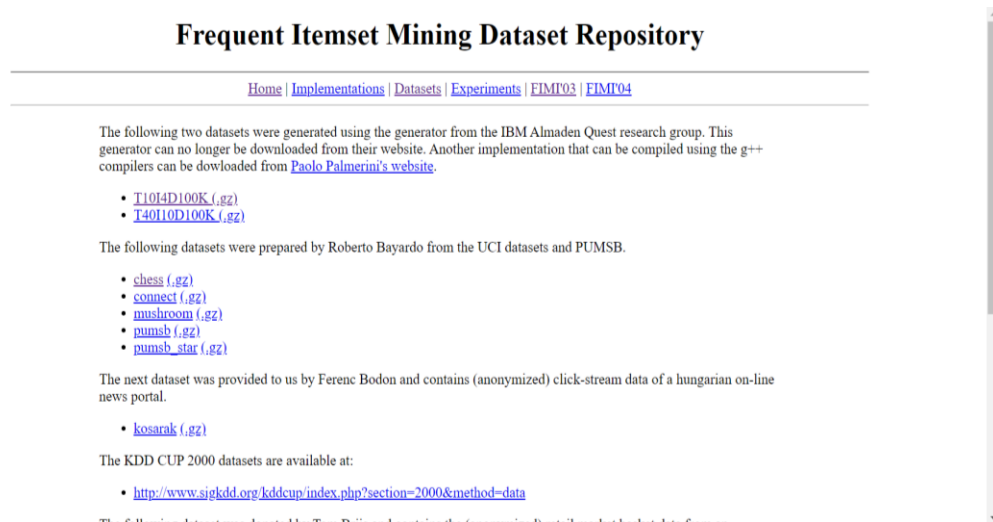 Frequent Itemset Mining Dataset Repository
Home | Implementations | Datasets | Experiments | FIMI'03 | FIMI'04
The following two datasets were generated using the generator from the IBM Almaden Quest research group. This
generator can no longer be downloaded from their website. Another implementation that can be compiled using the g++
compilers can be dowloaded from Paolo Palmerini's website.
• T10I4D100K (.gz)
• T40I10D100K (.gz)
The following datasets were prepared by Roberto Bayardo from the UCI datasets and PUMSB.
• chess (.gz)
• connect (.gz)
• mushroom (.gz)
• pumsb (.gz)
• pumsb_star (.gz)
The next dataset was provided to us by Ferenc Bodon and contains (anonymized) click-stream data of a hungarian on-line
news portal.
• kosarak (.gz)
The KDD CUP 2000 datasets are available at:
• http://www.sigkdd.org/kddcup/index.php?section=2000&method=data